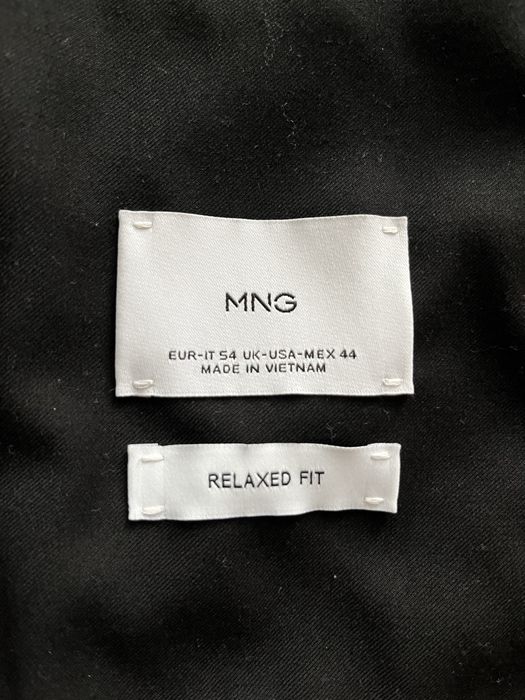 MNG
EUR-IT 54 UK-USA-MEX 44
MADE IN VIETNAM
RELAXED FIT